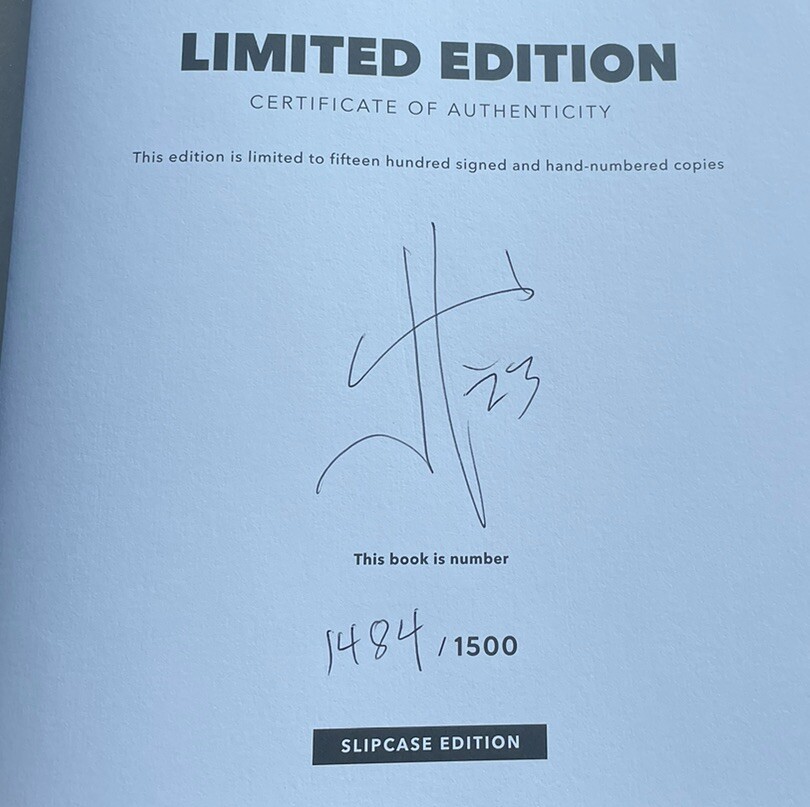 LIMITED EDITION
CERTIFICATE OF AUTHENTICITY
This edition is limited to fifteen hundred signed and hand-numbered copies
23
This book is number
1484 / 1500
SLIPCASE EDITION